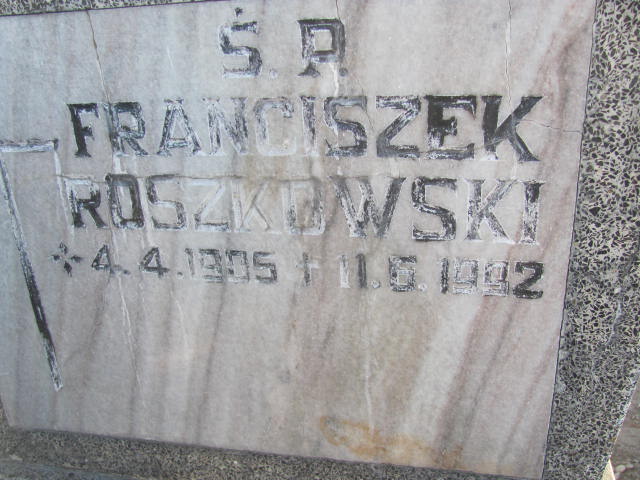 Ś.P.
FRANCISZEK
ROSZKOWSKI
* 4.4.1905 † 11.6.1992